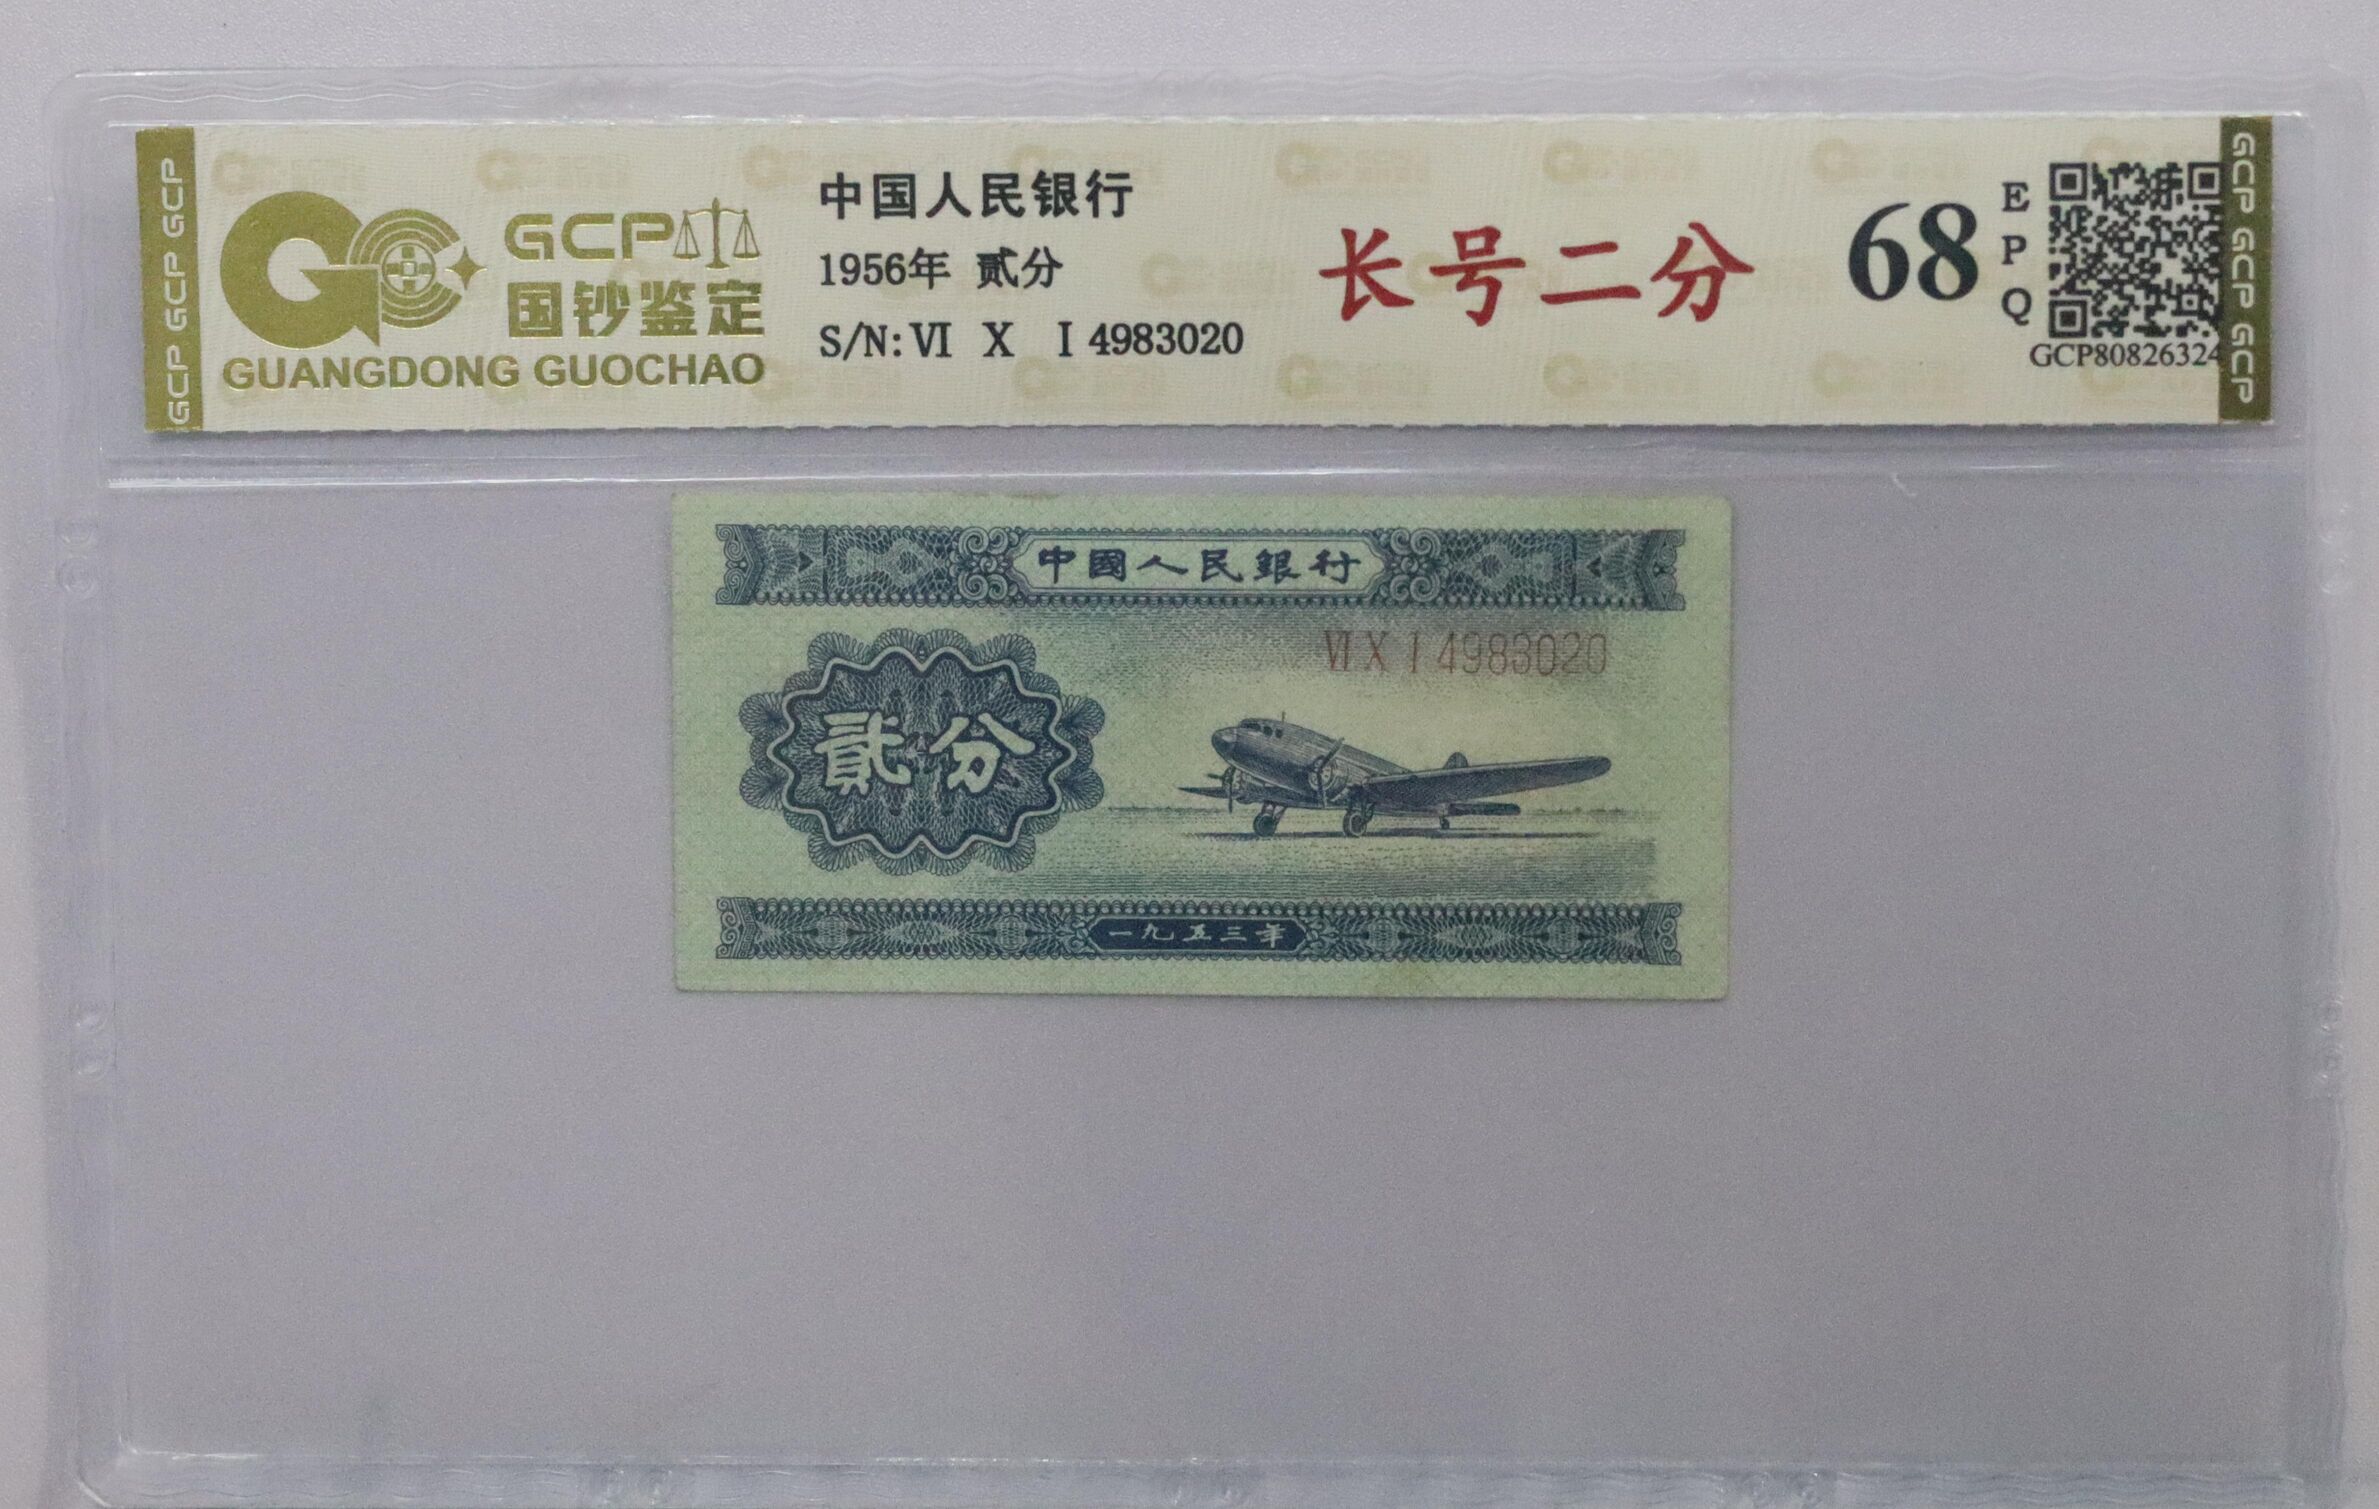 GCP GCP GCP
GCP
国钞鉴定
GUANGDONG GUOCHAO
中国人民银行
1956年 贰分
S/N: Ⅵ Ⅹ Ⅰ 4983020
长号二分
68
E
P
Q
GCP80826324
GCP GCP GCP
中國人民銀行
Ⅵ Ⅹ Ⅰ 4983020
貳分
一九五三年